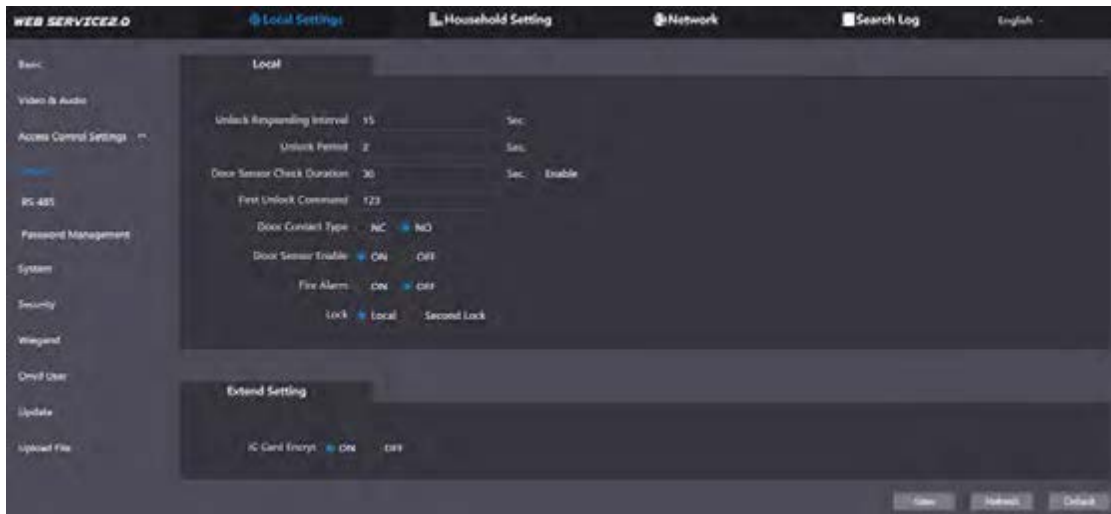 WEB SERVICE2.0
Local Settings
Household Setting
Network
Search Log
English
Basic
Video & Audio
Access Control Settings
RS-485
Password Management
System
Security
Wiegand
Onvif User
Update
Upload File
Local
Unlock Responding Interval 15 Sec.
Unlock Period 2 Sec.
Door Sensor Check Duration 30 Sec. Enable
First Unlock Command 123
Door Contact Type NC NO
Door Sensor Enable ON OFF
Fire Alarm ON OFF
Lock Local Second Lock
Extend Setting
IC Card Encryt ON OFF
Save Refresh Default